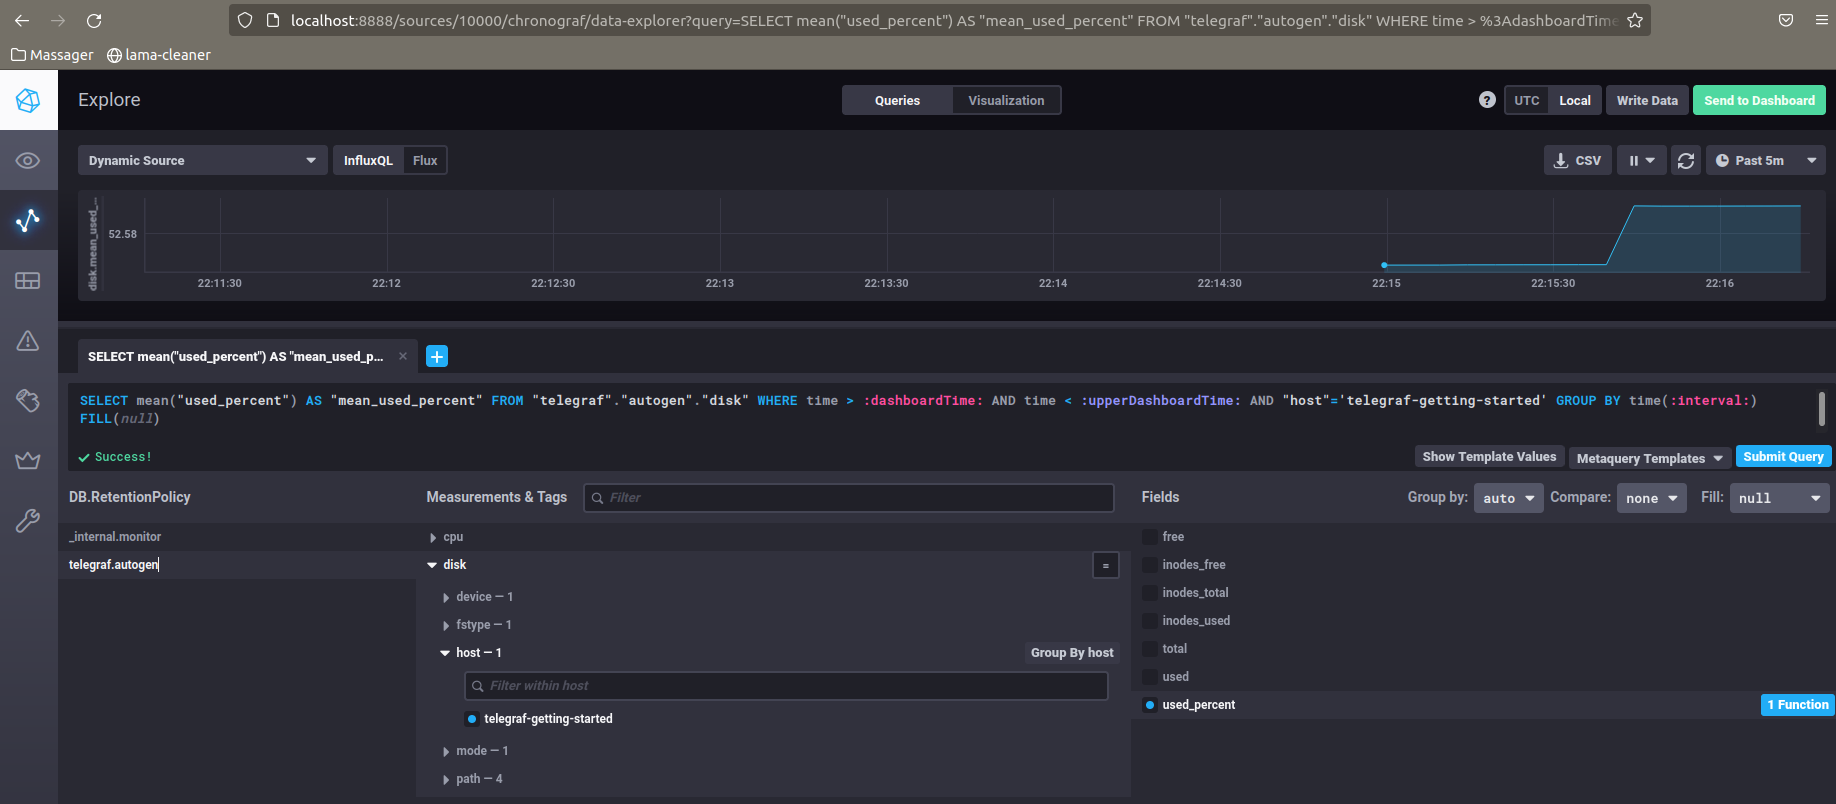 localhost:8888/sources/10000/chronograf/data-explorer?query=SELECT mean("used_percent") AS "mean_used_percent" FROM "telegraf"."autogen"."disk" WHERE time > %3AdashboardTime
Massager lama-cleaner
Explore Queries Visualization ? UTC Local Write Data Send to Dashboard
Dynamic Source InfluxQL Flux CSV Past 5m
disk.mean_used_...
52.58
22:11:30 22:12 22:12:30 22:13 22:13:30 22:14 22:14:30 22:15 22:15:30 22:16
SELECT mean("used_percent") AS "mean_used_p... × +
SELECT mean("used_percent") AS "mean_used_percent" FROM "telegraf"."autogen"."disk" WHERE time > :dashboardTime: AND time < :upperDashboardTime: AND "host"='telegraf-getting-started' GROUP BY time(:interval:)
FILL(null)
Success! Show Template Values Metaquery Templates Submit Query
DB.RetentionPolicy Measurements & Tags Filter Fields Group by: auto Compare: none Fill: null
_internal.monitor cpu free
telegraf.autogen disk = inodes_free
device — 1 inodes_total
fstype — 1 inodes_used
host — 1 Group By host total
Filter within host used
telegraf-getting-started used_percent 1 Function
mode — 1
path — 4